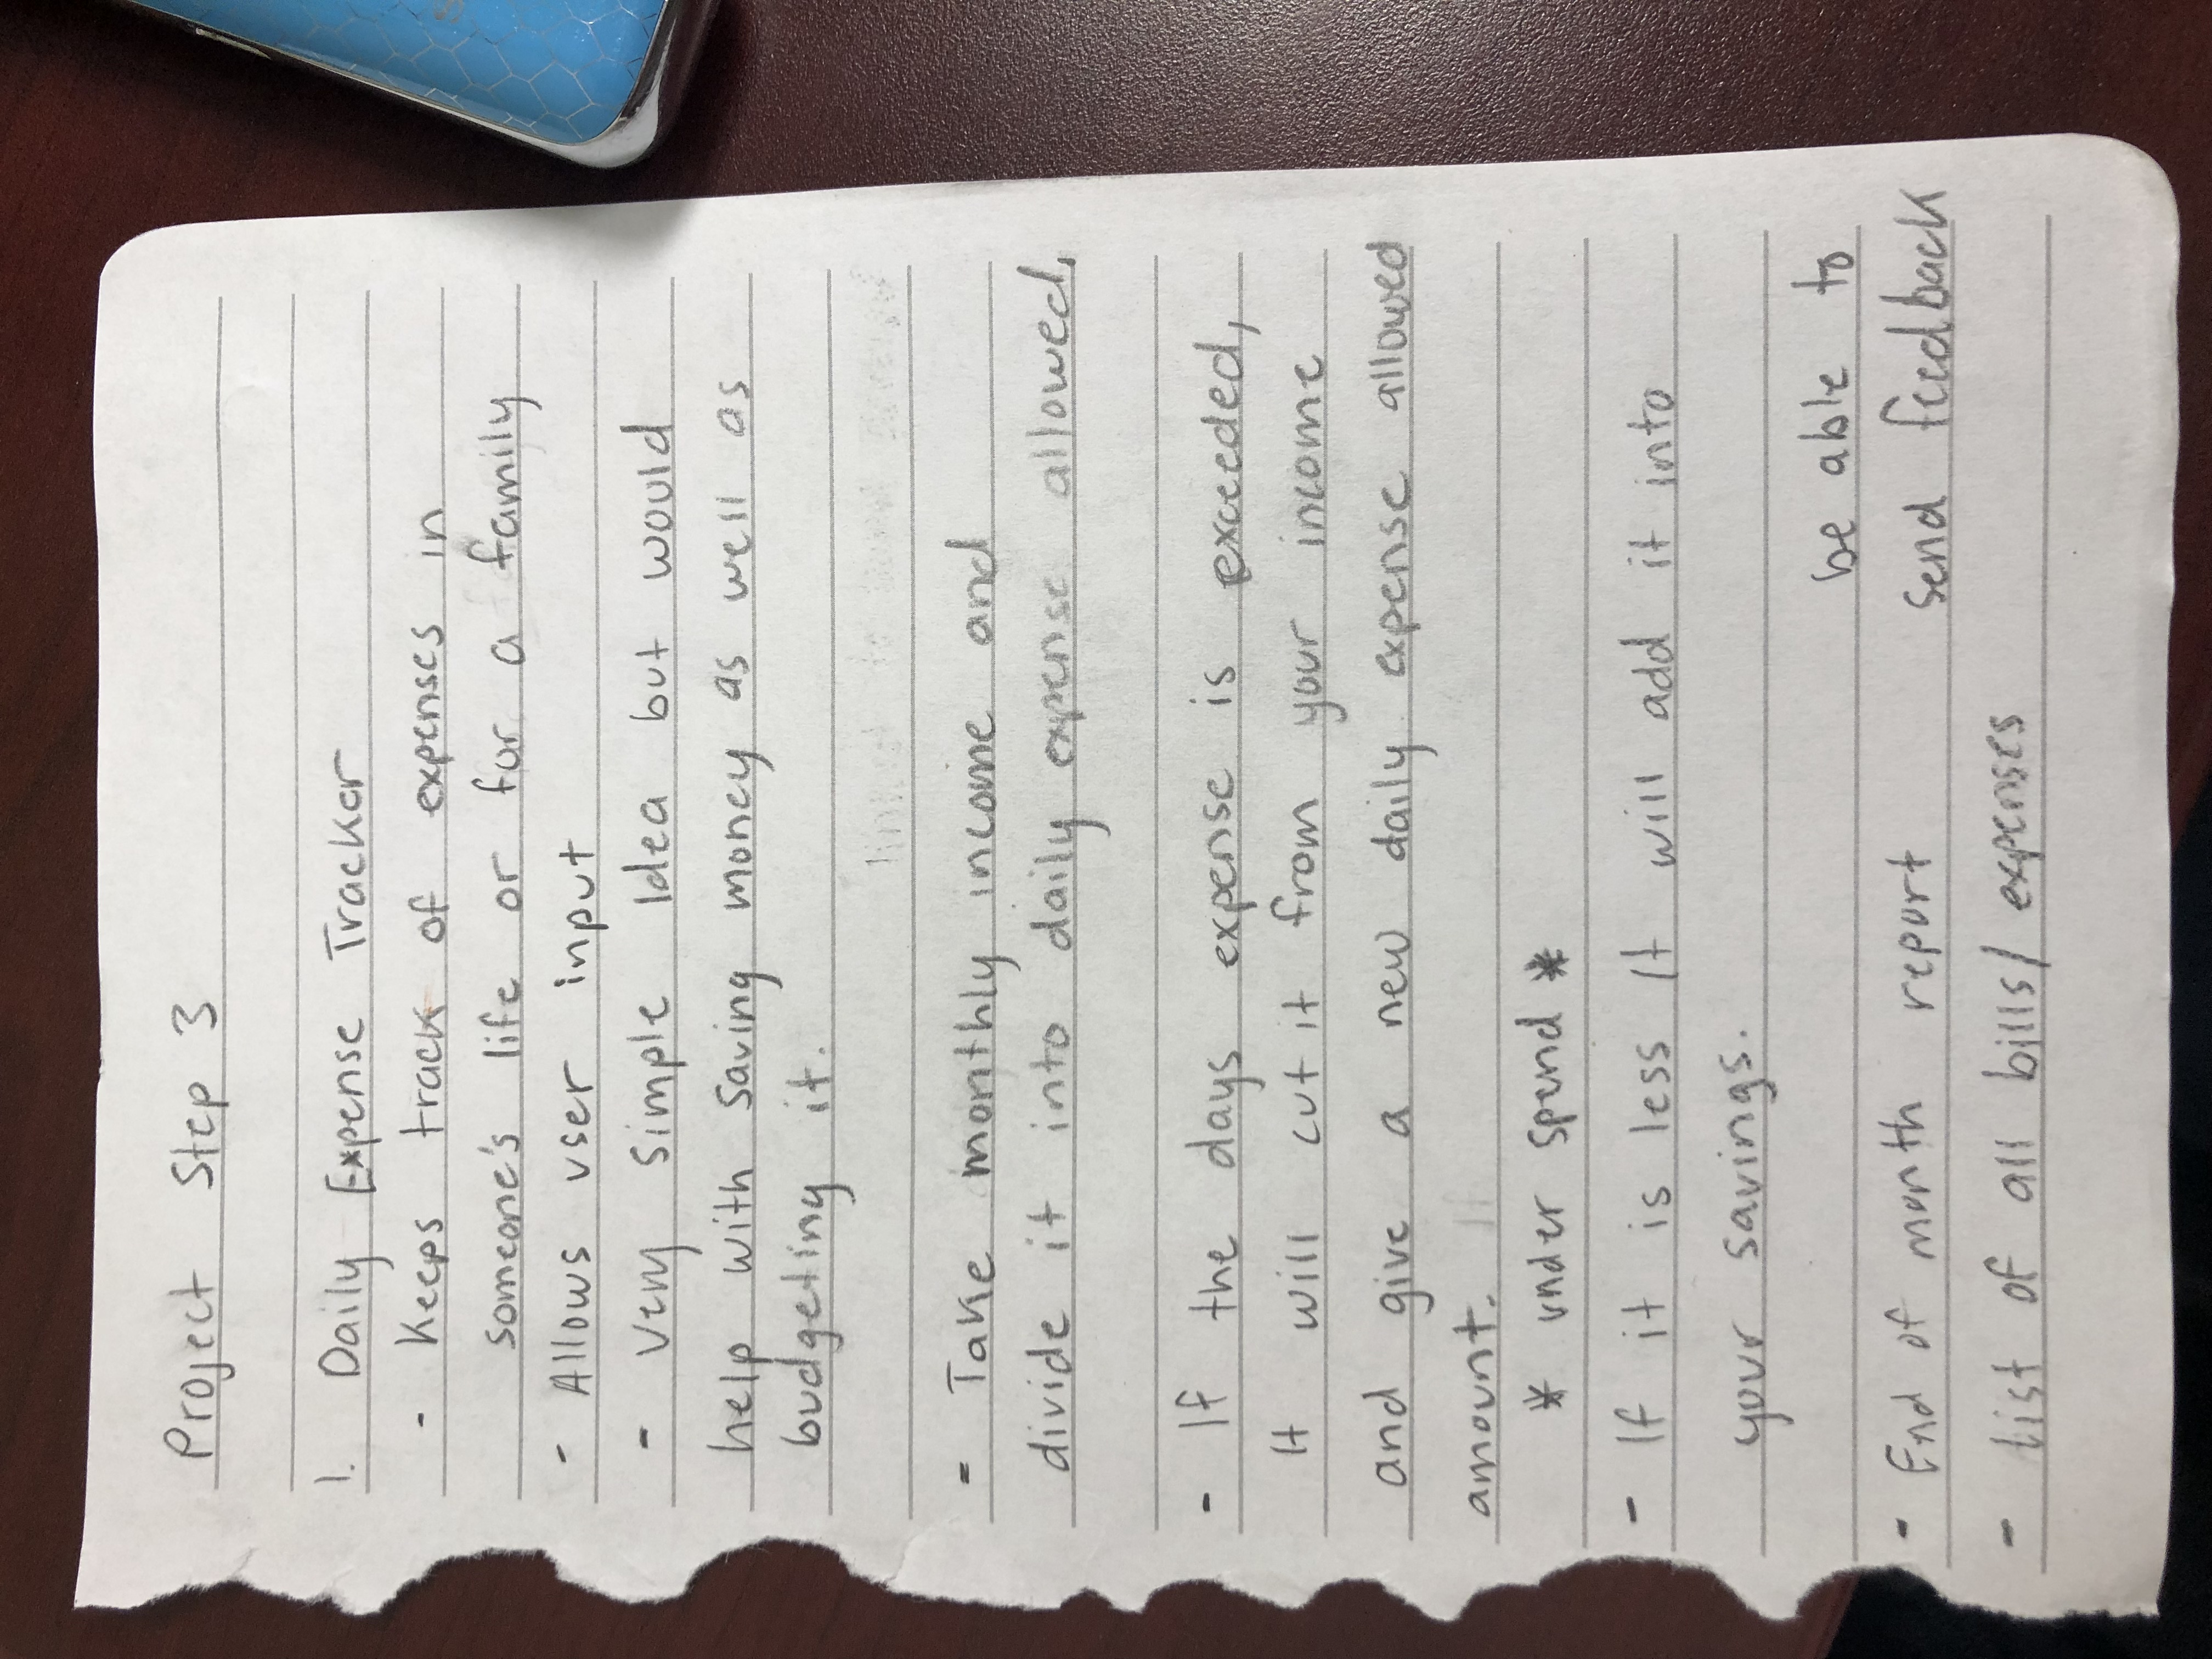 Project Step 3
1. Daily Expense Tracker
- Keeps track of expenses in
someone's life or for a family
- Allows user input
- Very simple Idea but would
help with saving money as well as
budgeting it.
- Take monthly income and
divide it into daily expense allowed.
- If the days expense is exceeded,
It will cut it from your income
and give a new daily expense allowed
amount.
* under spend *
- If it is less It will add it into
your savings.
be able to
- End of month report send feedback
- List of all bills/expenses